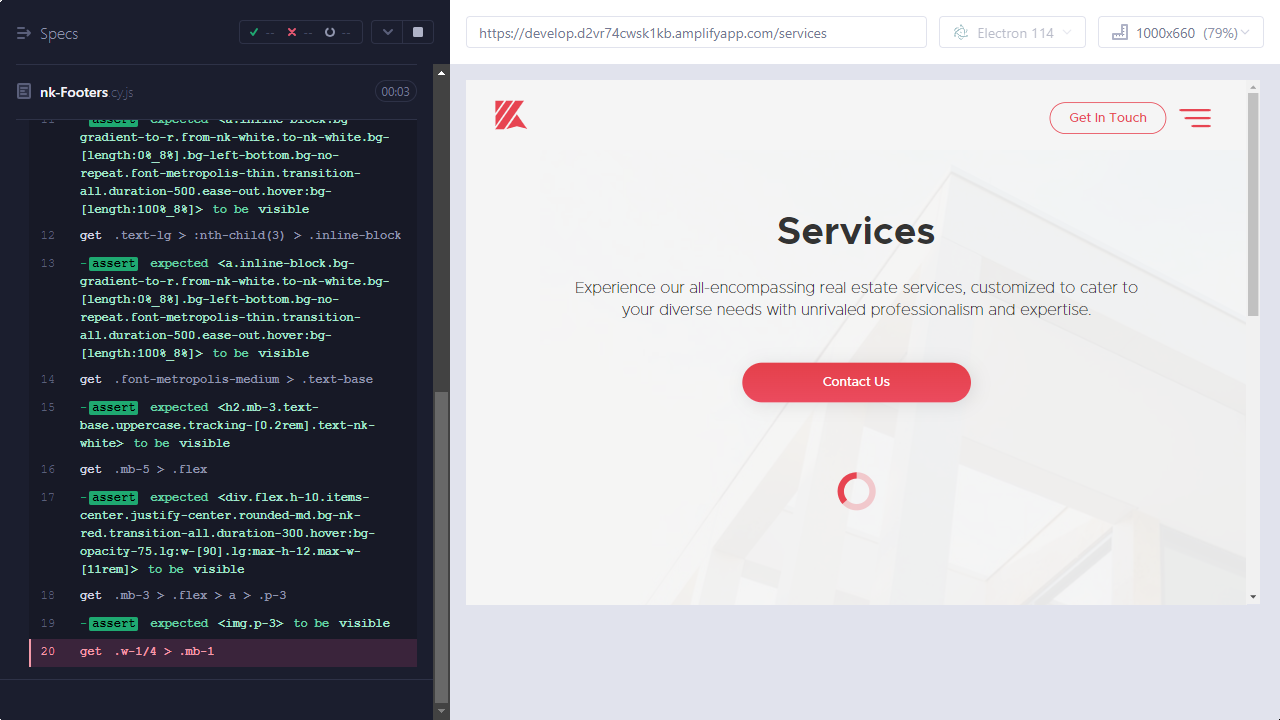 Specs
-- -- --
nk-Footers.cy.js
00:03
11 -assert expected <a.inline-block.bg-
gradient-to-r.from-nk-white.to-nk-white.bg-
[length:0%_8%].bg-left-bottom.bg-no-
repeat.font-metropolis-thin.transition-
all.duration-500.ease-out.hover:bg-
[length:100%_8%]> to be visible
12 get .text-lg > :nth-child(3) > .inline-block
13 -assert expected <a.inline-block.bg-
gradient-to-r.from-nk-white.to-nk-white.bg-
[length:0%_8%].bg-left-bottom.bg-no-
repeat.font-metropolis-thin.transition-
all.duration-500.ease-out.hover:bg-
[length:100%_8%]> to be visible
14 get .font-metropolis-medium > .text-base
15 -assert expected <h2.mb-3.text-
base.uppercase.tracking-[0.2rem].text-nk-
white> to be visible
16 get .mb-5 > .flex
17 -assert expected <div.flex.h-10.items-
center.justify-center.rounded-md.bg-nk-
red.transition-all.duration-300.hover:bg-
opacity-75.lg:w-[90].lg:max-h-12.max-w-
[11rem]> to be visible
18 get .mb-3 > .flex > a > .p-3
19 -assert expected <img.p-3> to be visible
20 get .w-1/4 > .mb-1
https://develop.d2vr74cwsk1kb.amplifyapp.com/services
Electron 114
1000x660 (79%)
Get In Touch
Services
Experience our all-encompassing real estate services, customized to cater to
your diverse needs with unrivaled professionalism and expertise.
Contact Us